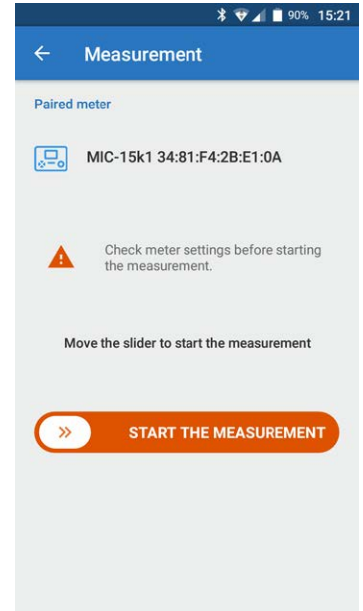 90% 15:21
Measurement
Paired meter
MIC-15k1 34:81:F4:2B:E1:0A
Check meter settings before starting
the measurement.
Move the slider to start the measurement
START THE MEASUREMENT